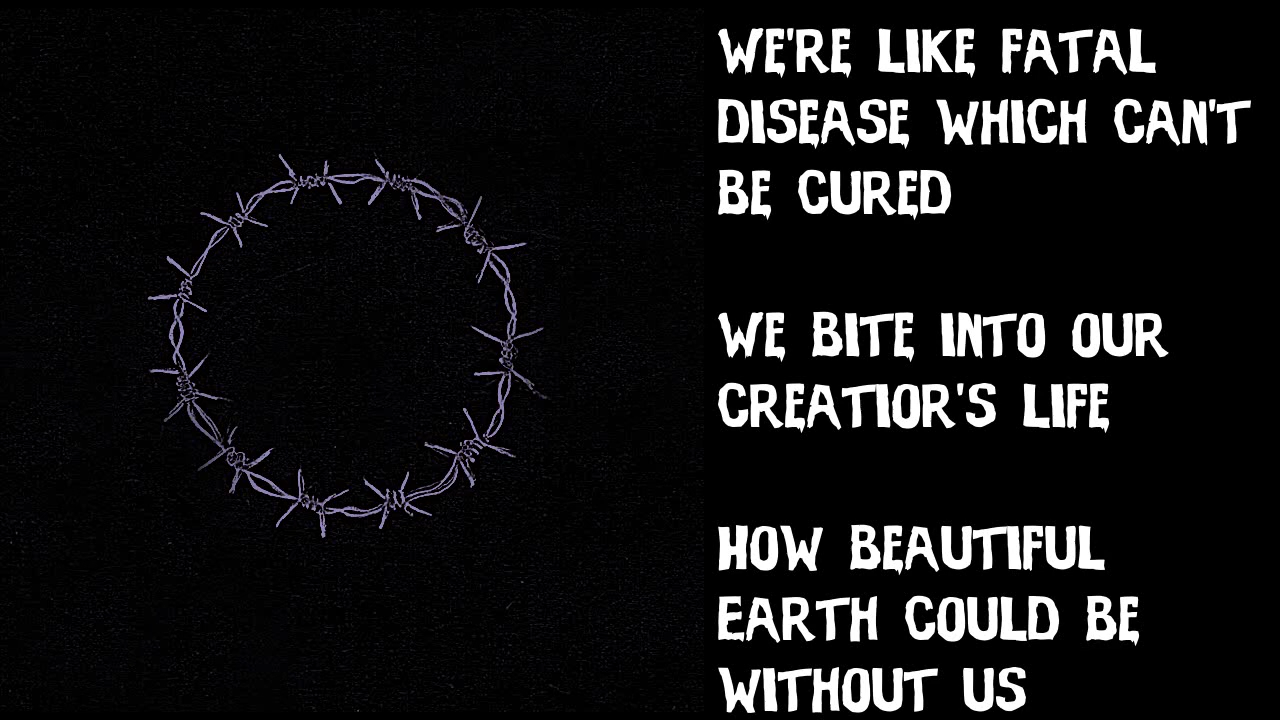 WE'RE LIKE FATAL
DISEASE WHICH CAN'T
BE CURED
WE BITE INTO OUR
CREATIOR'S LIFE
HOW BEAUTIFUL
EARTH COULD BE
WITHOUT US